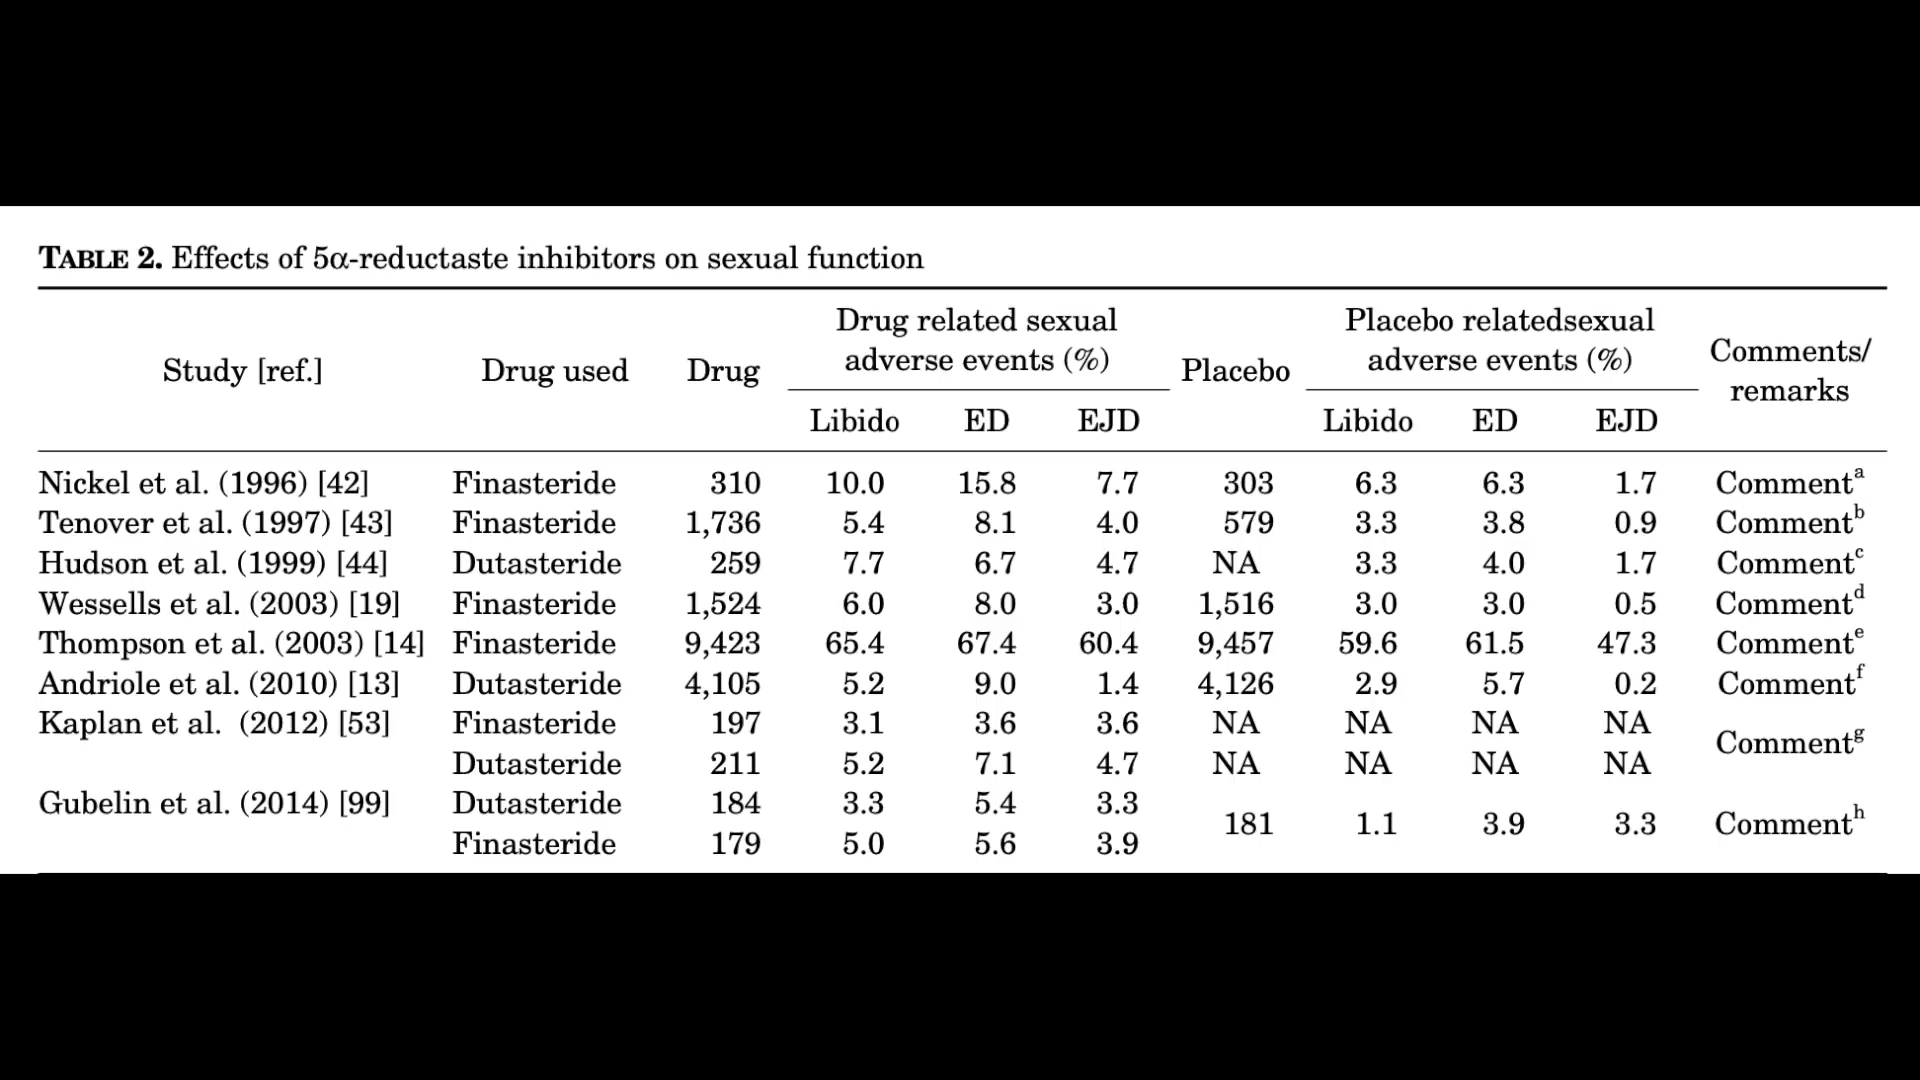 TABLE 2. Effects of 5α-reductaste inhibitors on sexual function
Study [ref.] Drug used Drug Drug related sexual adverse events (%) Placebo Placebo relatedsexual adverse events (%) Comments/ remarks
Libido ED EJD Libido ED EJD
Nickel et al. (1996) [42] Finasteride 310 10.0 15.8 7.7 303 6.3 6.3 1.7 Commentᵃ
Tenover et al. (1997) [43] Finasteride 1,736 5.4 8.1 4.0 579 3.3 3.8 0.9 Commentᵇ
Hudson et al. (1999) [44] Dutasteride 259 7.7 6.7 4.7 NA 3.3 4.0 1.7 Commentᶜ
Wessells et al. (2003) [19] Finasteride 1,524 6.0 8.0 3.0 1,516 3.0 3.0 0.5 Commentᵈ
Thompson et al. (2003) [14] Finasteride 9,423 65.4 67.4 60.4 9,457 59.6 61.5 47.3 Commentᵉ
Andriole et al. (2010) [13] Dutasteride 4,105 5.2 9.0 1.4 4,126 2.9 5.7 0.2 Commentᶠ
Kaplan et al. (2012) [53] Finasteride 197 3.1 3.6 3.6 NA NA NA NA Commentᵍ
Dutasteride 211 5.2 7.1 4.7 NA NA NA NA
Gubelin et al. (2014) [99] Dutasteride 184 3.3 5.4 3.3 181 1.1 3.9 3.3 Commentʰ
Finasteride 179 5.0 5.6 3.9